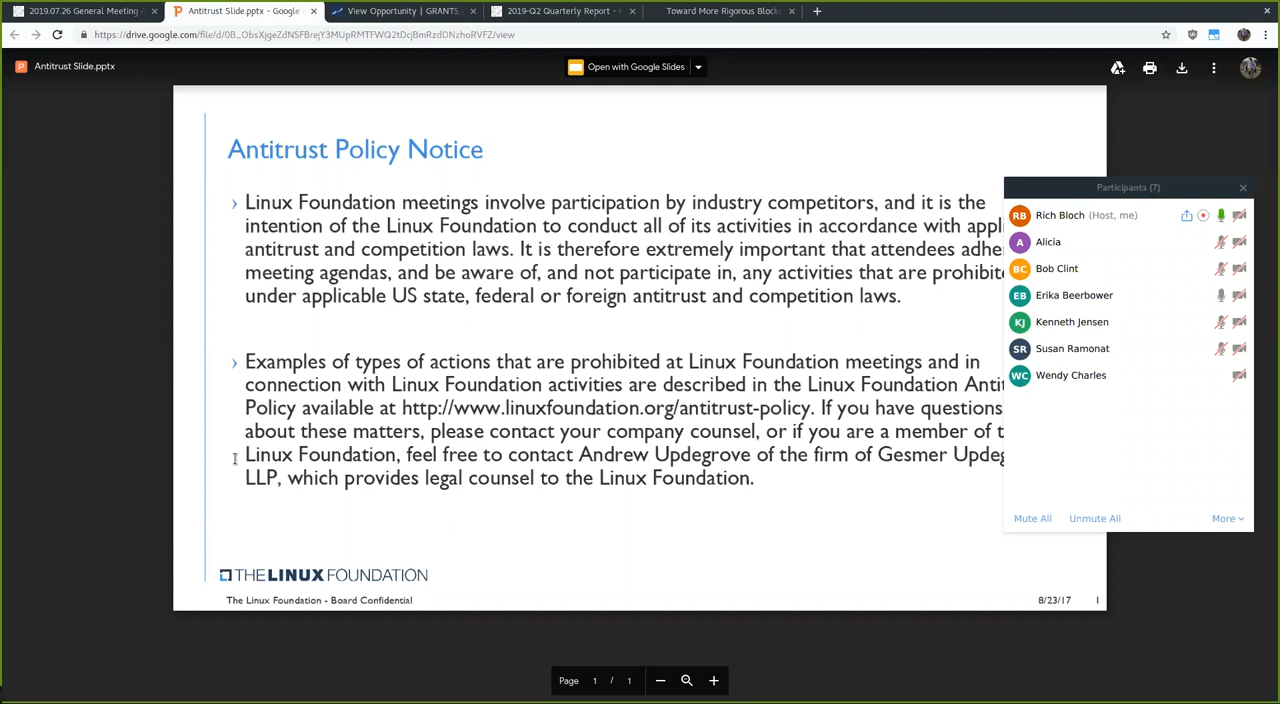 2019.07.26 General Meeting
Antitrust Slide.pptx - Google
View Opportunity | GRANTS.
2019-Q2 Quarterly Report -
Toward More Rigorous Block
https://drive.google.com/file/d/0B_ObsXjgeZdNSFBrejY3MUpRMTFWQ2tDcjBmRzdDNzhoRVFZ/view
P Antitrust Slide.pptx
Open with Google Slides
Antitrust Policy Notice
› Linux Foundation meetings involve participation by industry competitors, and it is the
intention of the Linux Foundation to conduct all of its activities in accordance with appli
antitrust and competition laws. It is therefore extremely important that attendees adhe
meeting agendas, and be aware of, and not participate in, any activities that are prohibite
under applicable US state, federal or foreign antitrust and competition laws.
› Examples of types of actions that are prohibited at Linux Foundation meetings and in
connection with Linux Foundation activities are described in the Linux Foundation Anti
Policy available at http://www.linuxfoundation.org/antitrust-policy. If you have questions
about these matters, please contact your company counsel, or if you are a member of t
Linux Foundation, feel free to contact Andrew Updegrove of the firm of Gesmer Updeg
LLP, which provides legal counsel to the Linux Foundation.
THE LINUX FOUNDATION
The Linux Foundation - Board Confidential
8/23/17 1
Participants (7)
RB Rich Bloch (Host, me)
A Alicia
BC Bob Clint
EB Erika Beerbower
KJ Kenneth Jensen
SR Susan Ramonat
WC Wendy Charles
Mute All Unmute All More
Page 1 / 1